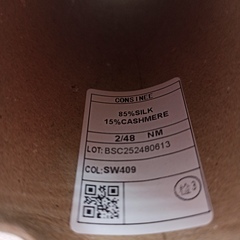 CONSINEE
85%SILK
15%CASHMERE
2/48 NM
LOT: BSC252480613
COL: SW409